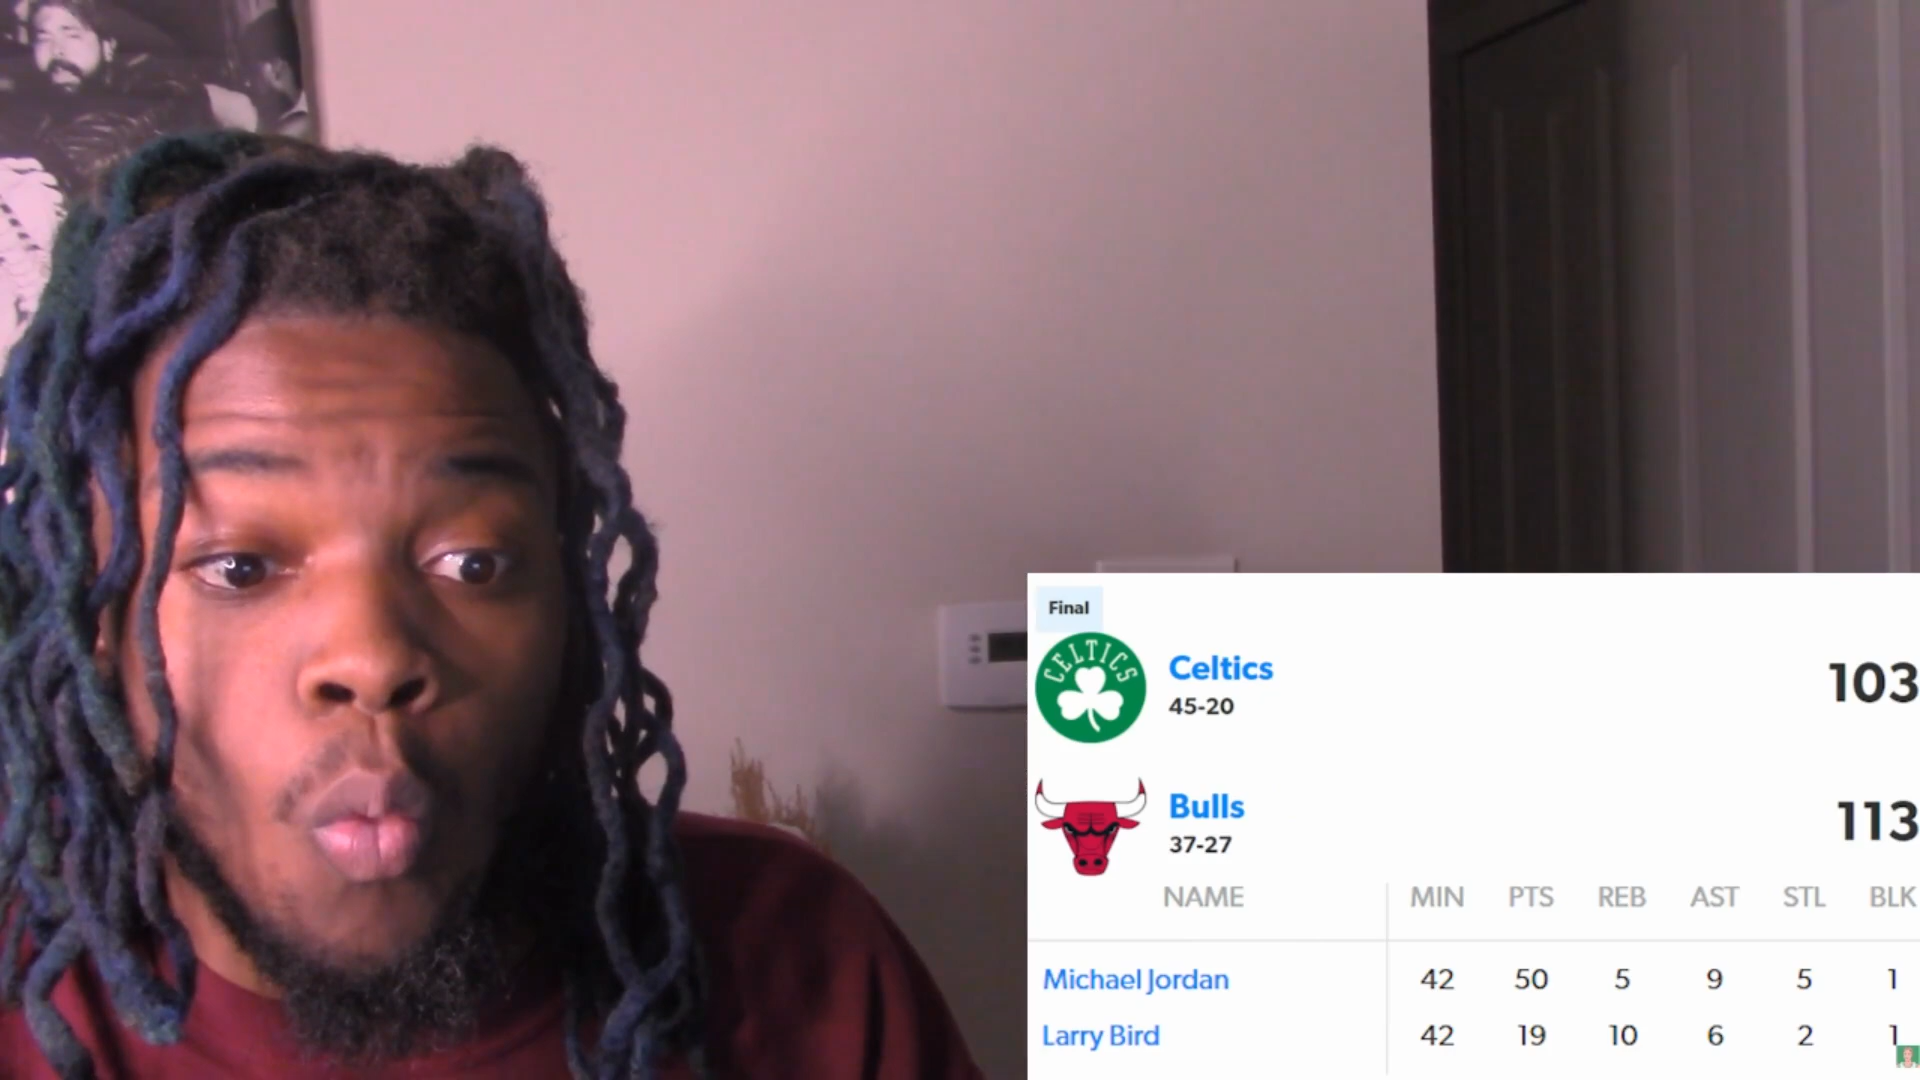 Final
CELTICS
Celtics 103
45-20
Bulls 113
37-27
NAME MIN PTS REB AST STL BLK
Michael Jordan 42 50 5 9 5 1
Larry Bird 42 19 10 6 2 1